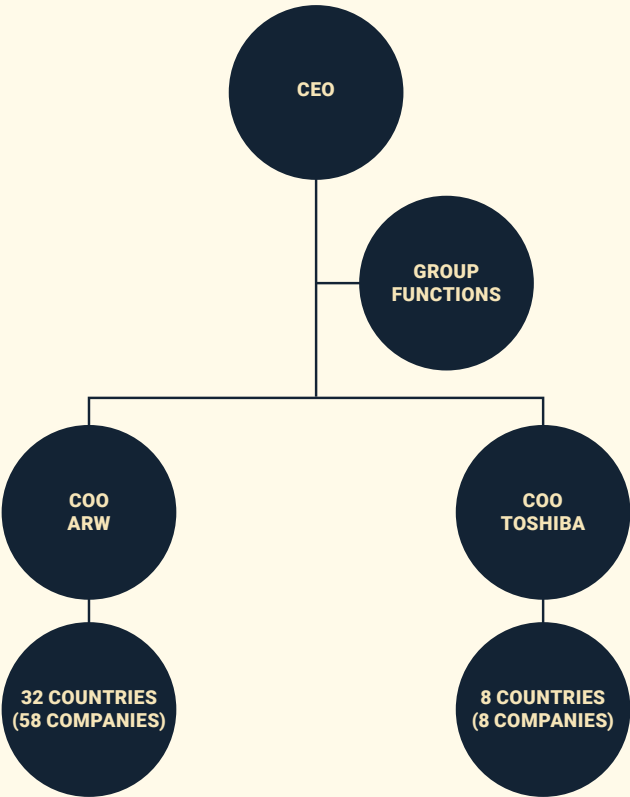 CEO
GROUP
FUNCTIONS
COO
ARW
COO
TOSHIBA
32 COUNTRIES
(58 COMPANIES)
8 COUNTRIES
(8 COMPANIES)